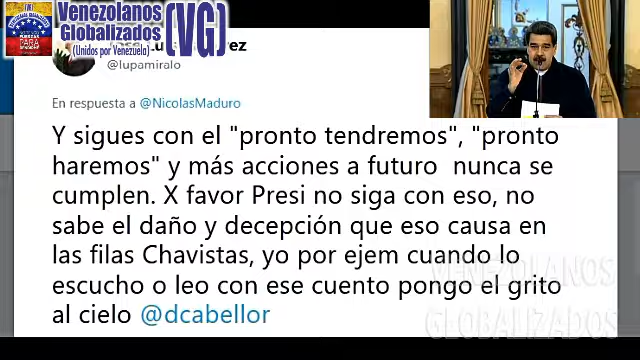 Venezolanos
Globalizados
(Unidos por Venezuela)
(VG)
@lupamiralo
En respuesta a @NicolasMaduro
Y sigues con el "pronto tendremos", "pronto
haremos" y más acciones a futuro nunca se
cumplen. X favor Presi no siga con eso, no
sabe el daño y decepción que eso causa en
las filas Chavistas, yo por ejem cuando lo
escucho o leo con ese cuento pongo el grito
al cielo @dcabellor
VENEZOLANOS
GLOBALIZADOS